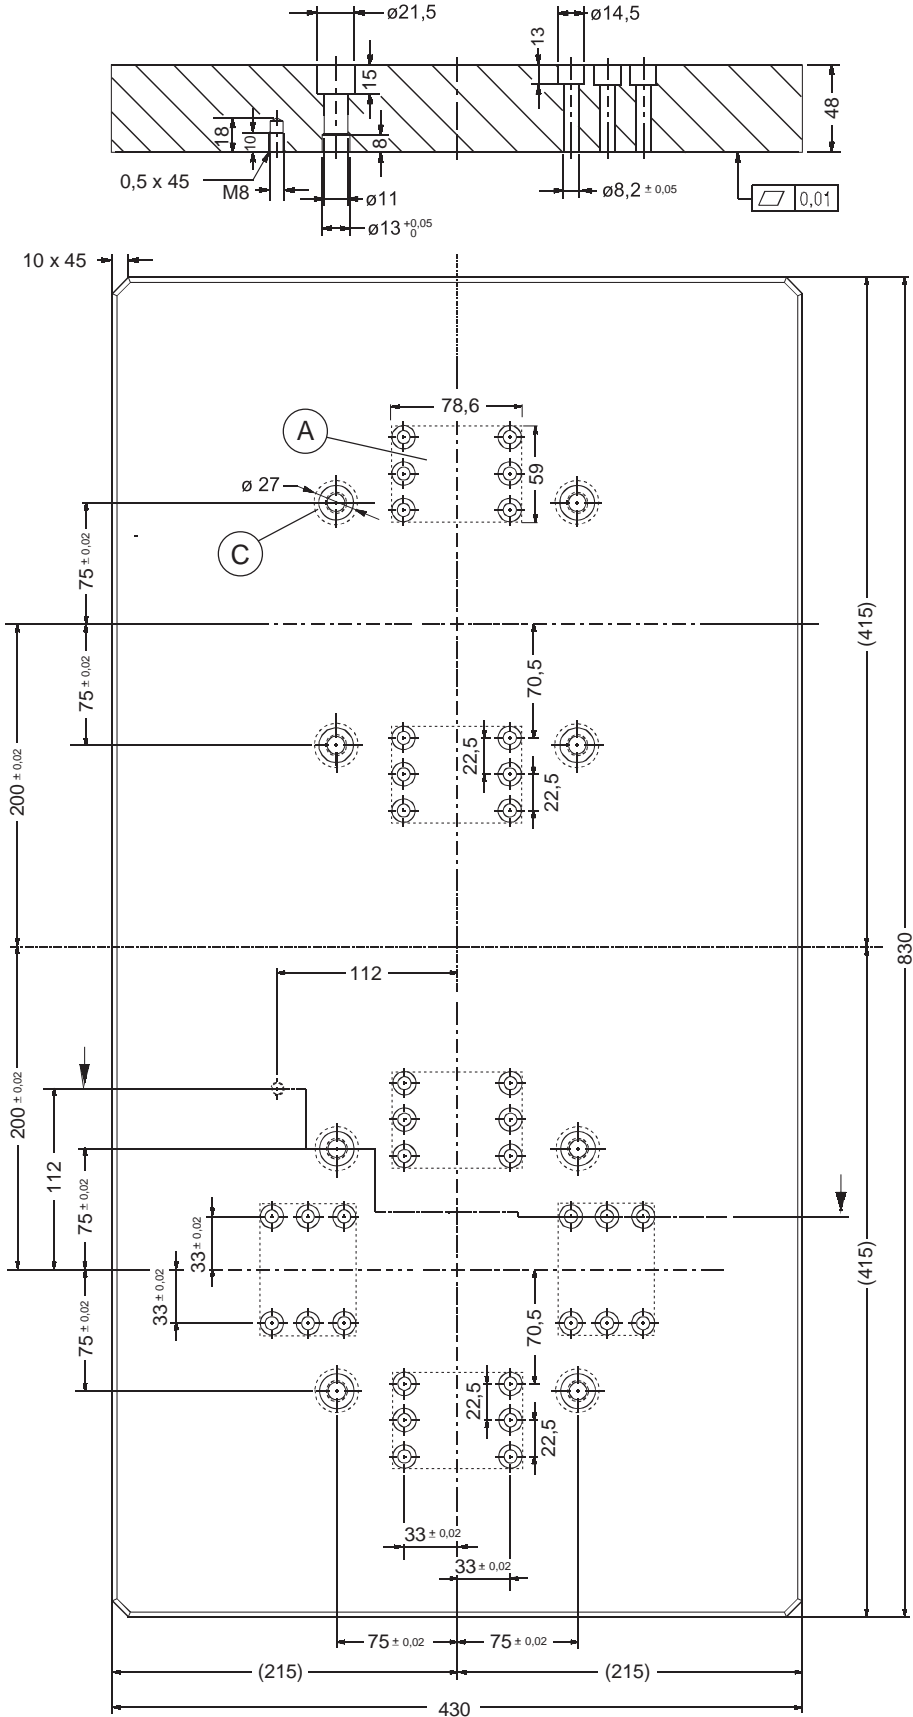 ø21,5
ø14,5
13
15
48
18
10
8
0,5 x 45
M8
ø11
ø8,2 ± 0,05
0,01
ø13 +0,05 0
10 x 45
78,6
A
59
ø 27
C
75 ± 0,02
(415)
75 ± 0,02
70,5
22,5
22,5
200 ± 0,02
830
112
200 ± 0,02
112
75 ± 0,02
33 ± 0,02
33 ± 0,02
(415)
75 ± 0,02
70,5
22,5
22,5
33 ± 0,02
33 ± 0,02
75 ± 0,02
75 ± 0,02
(215)
(215)
430